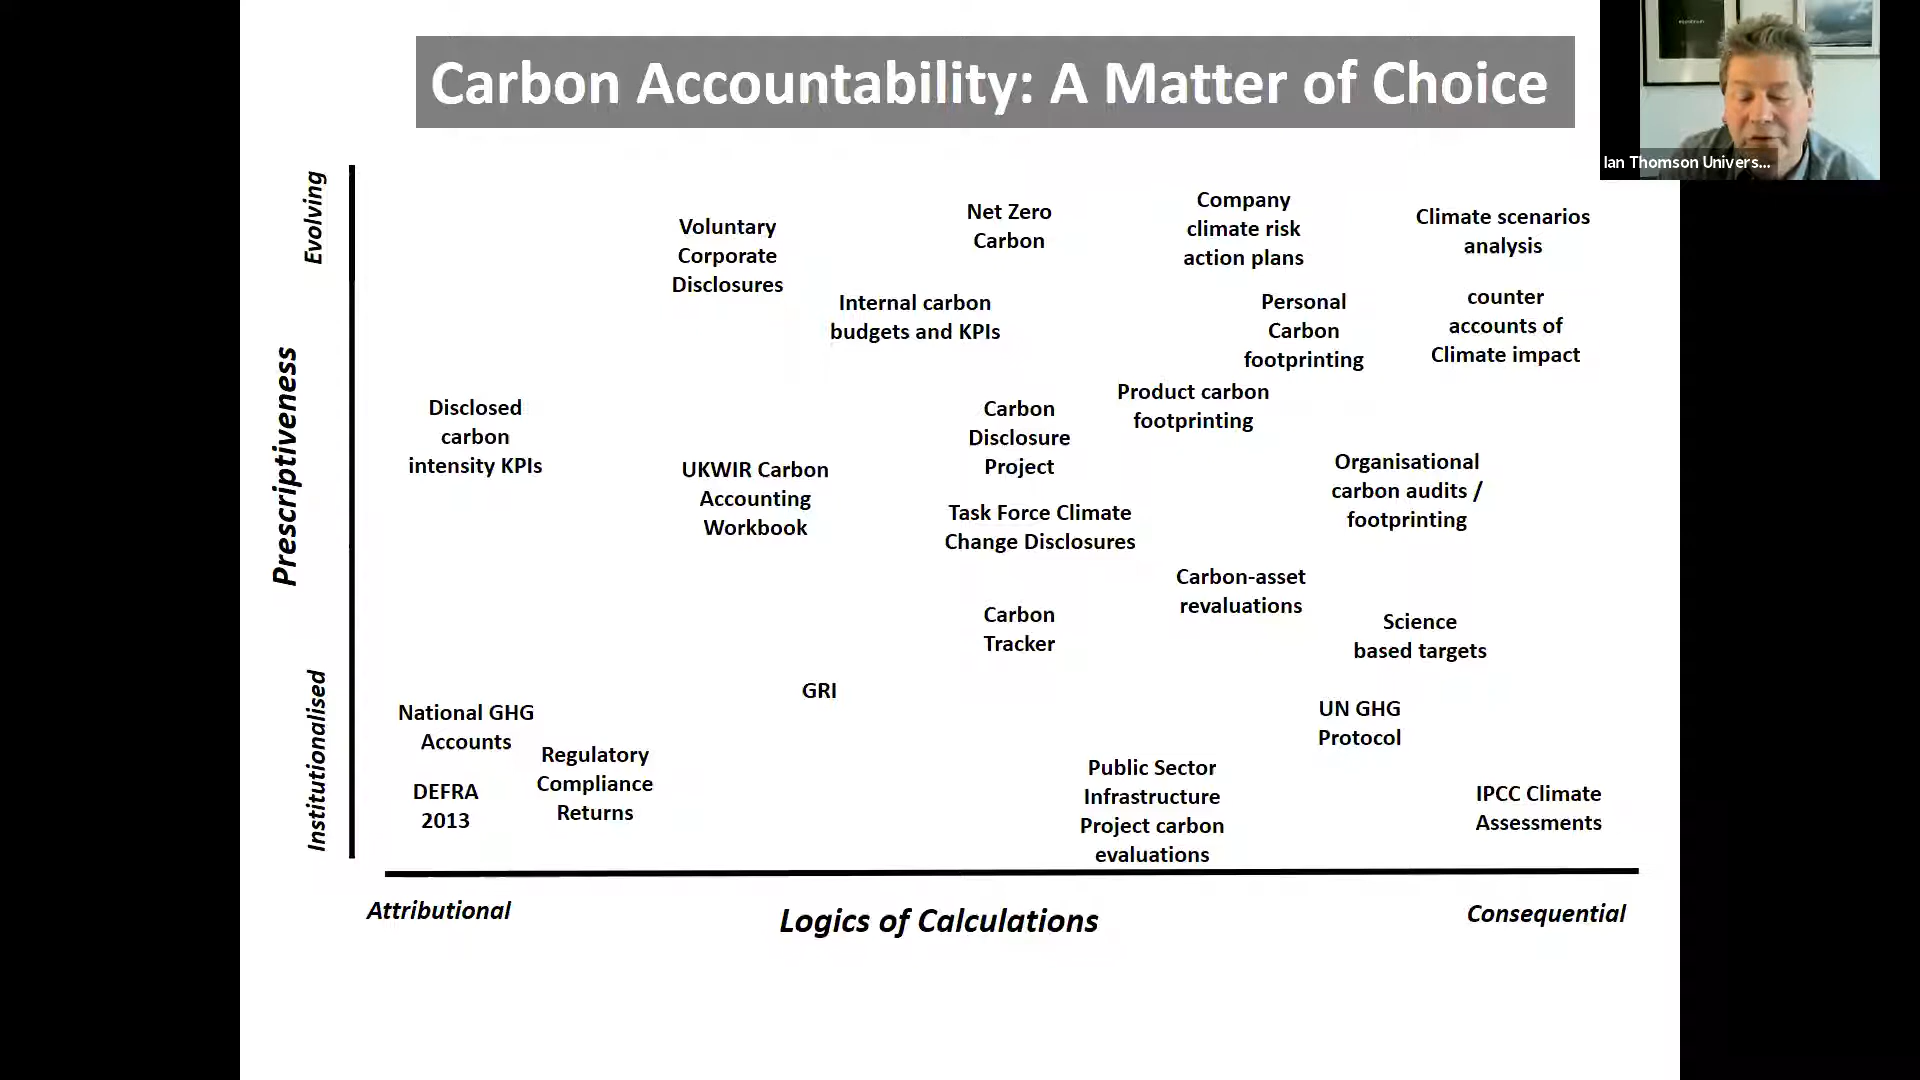 Carbon Accountability: A Matter of Choice
Ian Thomson Univers...
Evolving
Prescriptiveness
Institutionalised
Voluntary
Corporate
Disclosures
Net Zero
Carbon
Company
climate risk
action plans
Climate scenarios
analysis
Internal carbon
budgets and KPIs
Personal
Carbon
footprinting
counter
accounts of
Climate impact
Disclosed
carbon
intensity KPIs
UKWIR Carbon
Accounting
Workbook
Carbon
Disclosure
Project
Product carbon
footprinting
Organisational
carbon audits /
footprinting
Task Force Climate
Change Disclosures
Carbon-asset
revaluations
Carbon
Tracker
Science
based targets
GRI
National GHG
Accounts
Regulatory
Compliance
Returns
DEFRA
2013
UN GHG
Protocol
Public Sector
Infrastructure
Project carbon
evaluations
IPCC Climate
Assessments
Attributional
Logics of Calculations
Consequential